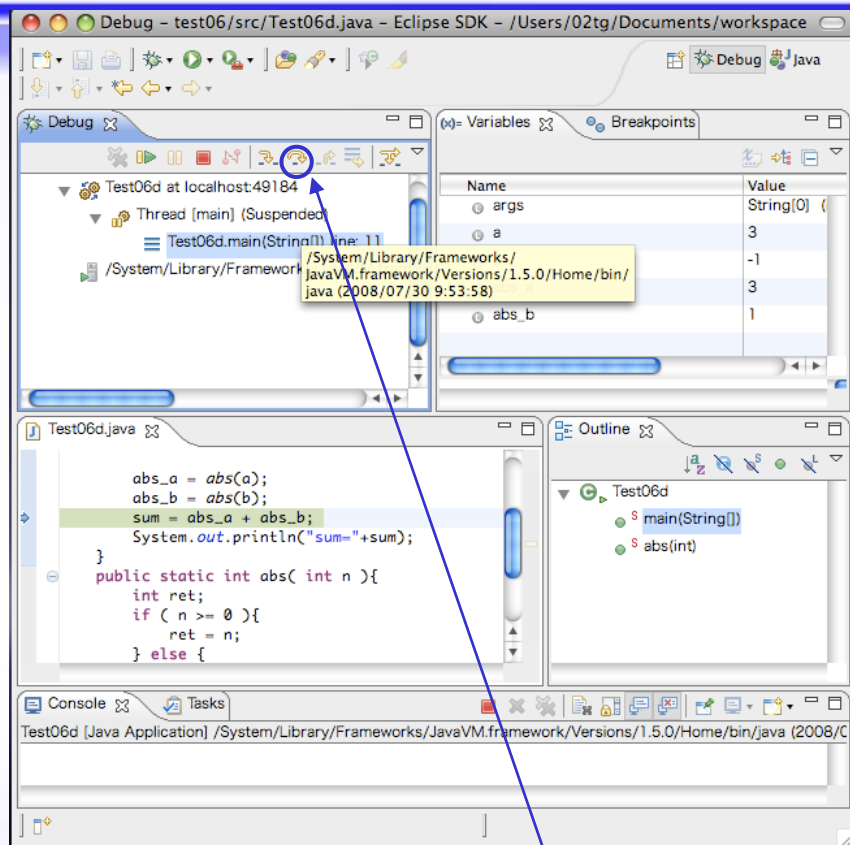 Debug – test06/src/Test06d.java – Eclipse SDK – /Users/02tg/Documents/workspace
Debug
Java
Debug
Variables
Breakpoints
Test06d at localhost:49184
Thread [main] (Suspended)
Test06d.main(String[]) line: 11
/System/Library/Framework
/System/Library/Frameworks/
JavaVM.framework/Versions/1.5.0/Home/bin/
java (2008/07/30 9:53:58)
Name Value
args String[0] (
a 3
-1
3
abs_b 1
Test06d.java
abs_a = abs(a);
abs_b = abs(b);
sum = abs_a + abs_b;
System.out.println("sum="+sum);
}
public static int abs( int n ){
int ret;
if ( n >= 0 ){
ret = n;
} else {
Outline
Test06d
main(String[])
abs(int)
Console
Tasks
Test06d [Java Application] /System/Library/Frameworks/JavaVM.framework/Versions/1.5.0/Home/bin/java (2008/0